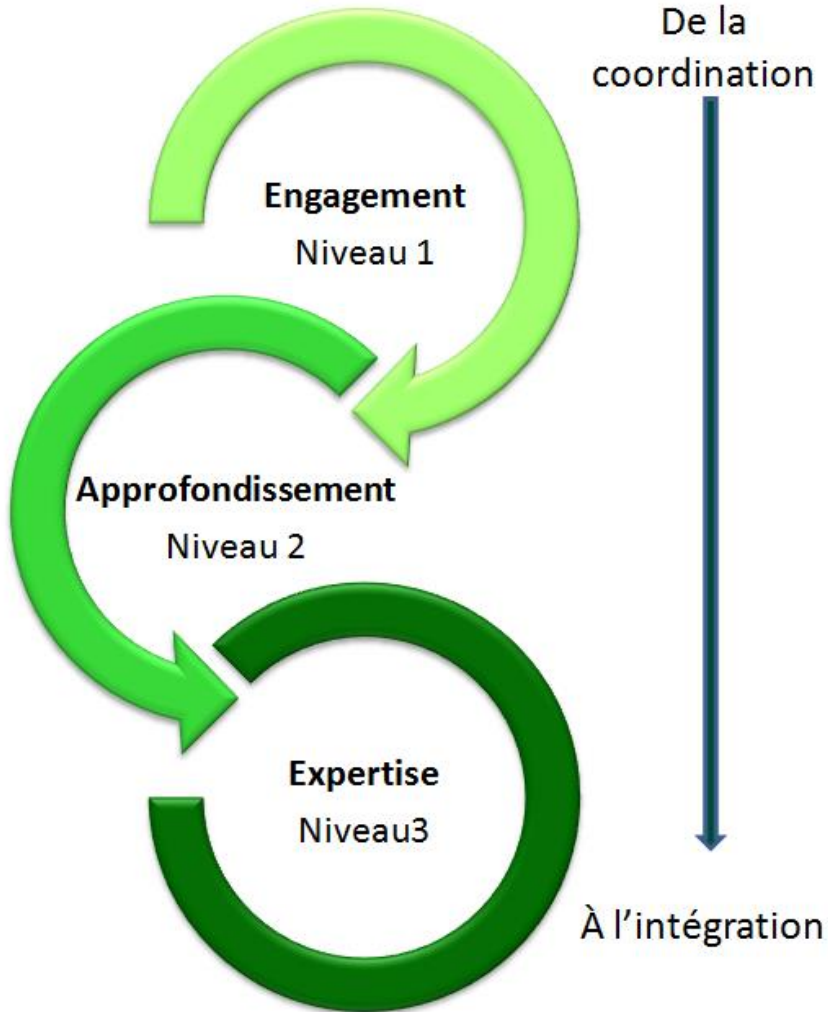 De la
coordination
Engagement
Niveau 1
Approfondissement
Niveau 2
Expertise
Niveau3
À l'intégration